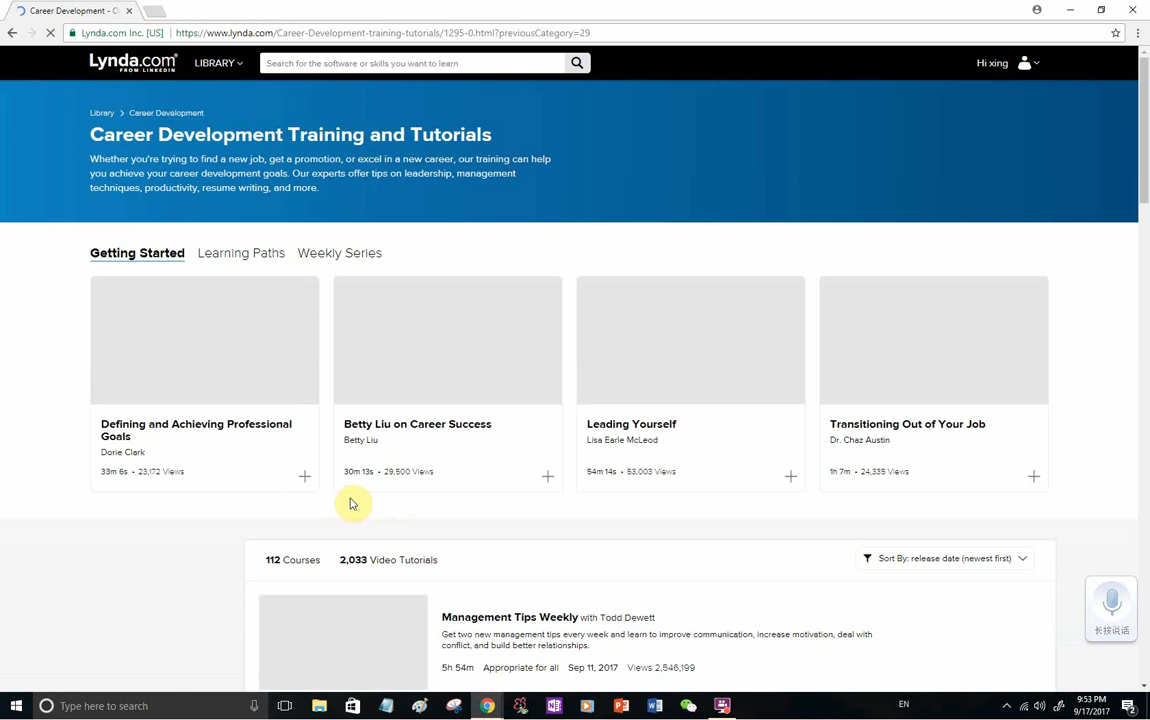 Career Development - C
Lynda.com Inc. [US] | https://www.lynda.com/Career-Development-training-tutorials/1295-0.html?previousCategory=29
Lynda.com FROM LINKEDIN
LIBRARY
Search for the software or skills you want to learn
Hi xing
Library > Career Development
Career Development Training and Tutorials
Whether you're trying to find a new job, get a promotion, or excel in a new career, our training can help
you achieve your career development goals. Our experts offer tips on leadership, management
techniques, productivity, resume writing, and more.
Getting Started Learning Paths Weekly Series
Defining and Achieving Professional
Goals
Dorie Clark
33m 6s • 23,172 Views
Betty Liu on Career Success
Betty Liu
30m 13s • 29,500 Views
Leading Yourself
Lisa Earle McLeod
54m 14s • 53,003 Views
Transitioning Out of Your Job
Dr. Chaz Austin
1h 7m • 24,335 Views
112 Courses 2,033 Video Tutorials
Sort By: release date (newest first)
Management Tips Weekly with Todd Dewett
Get two new management tips every week and learn to improve communication, increase motivation, deal with
conflict, and build better relationships.
5h 54m Appropriate for all Sep 11, 2017 Views 2,546,199
长按说话
Type here to search
EN
9:53 PM
9/17/2017
2